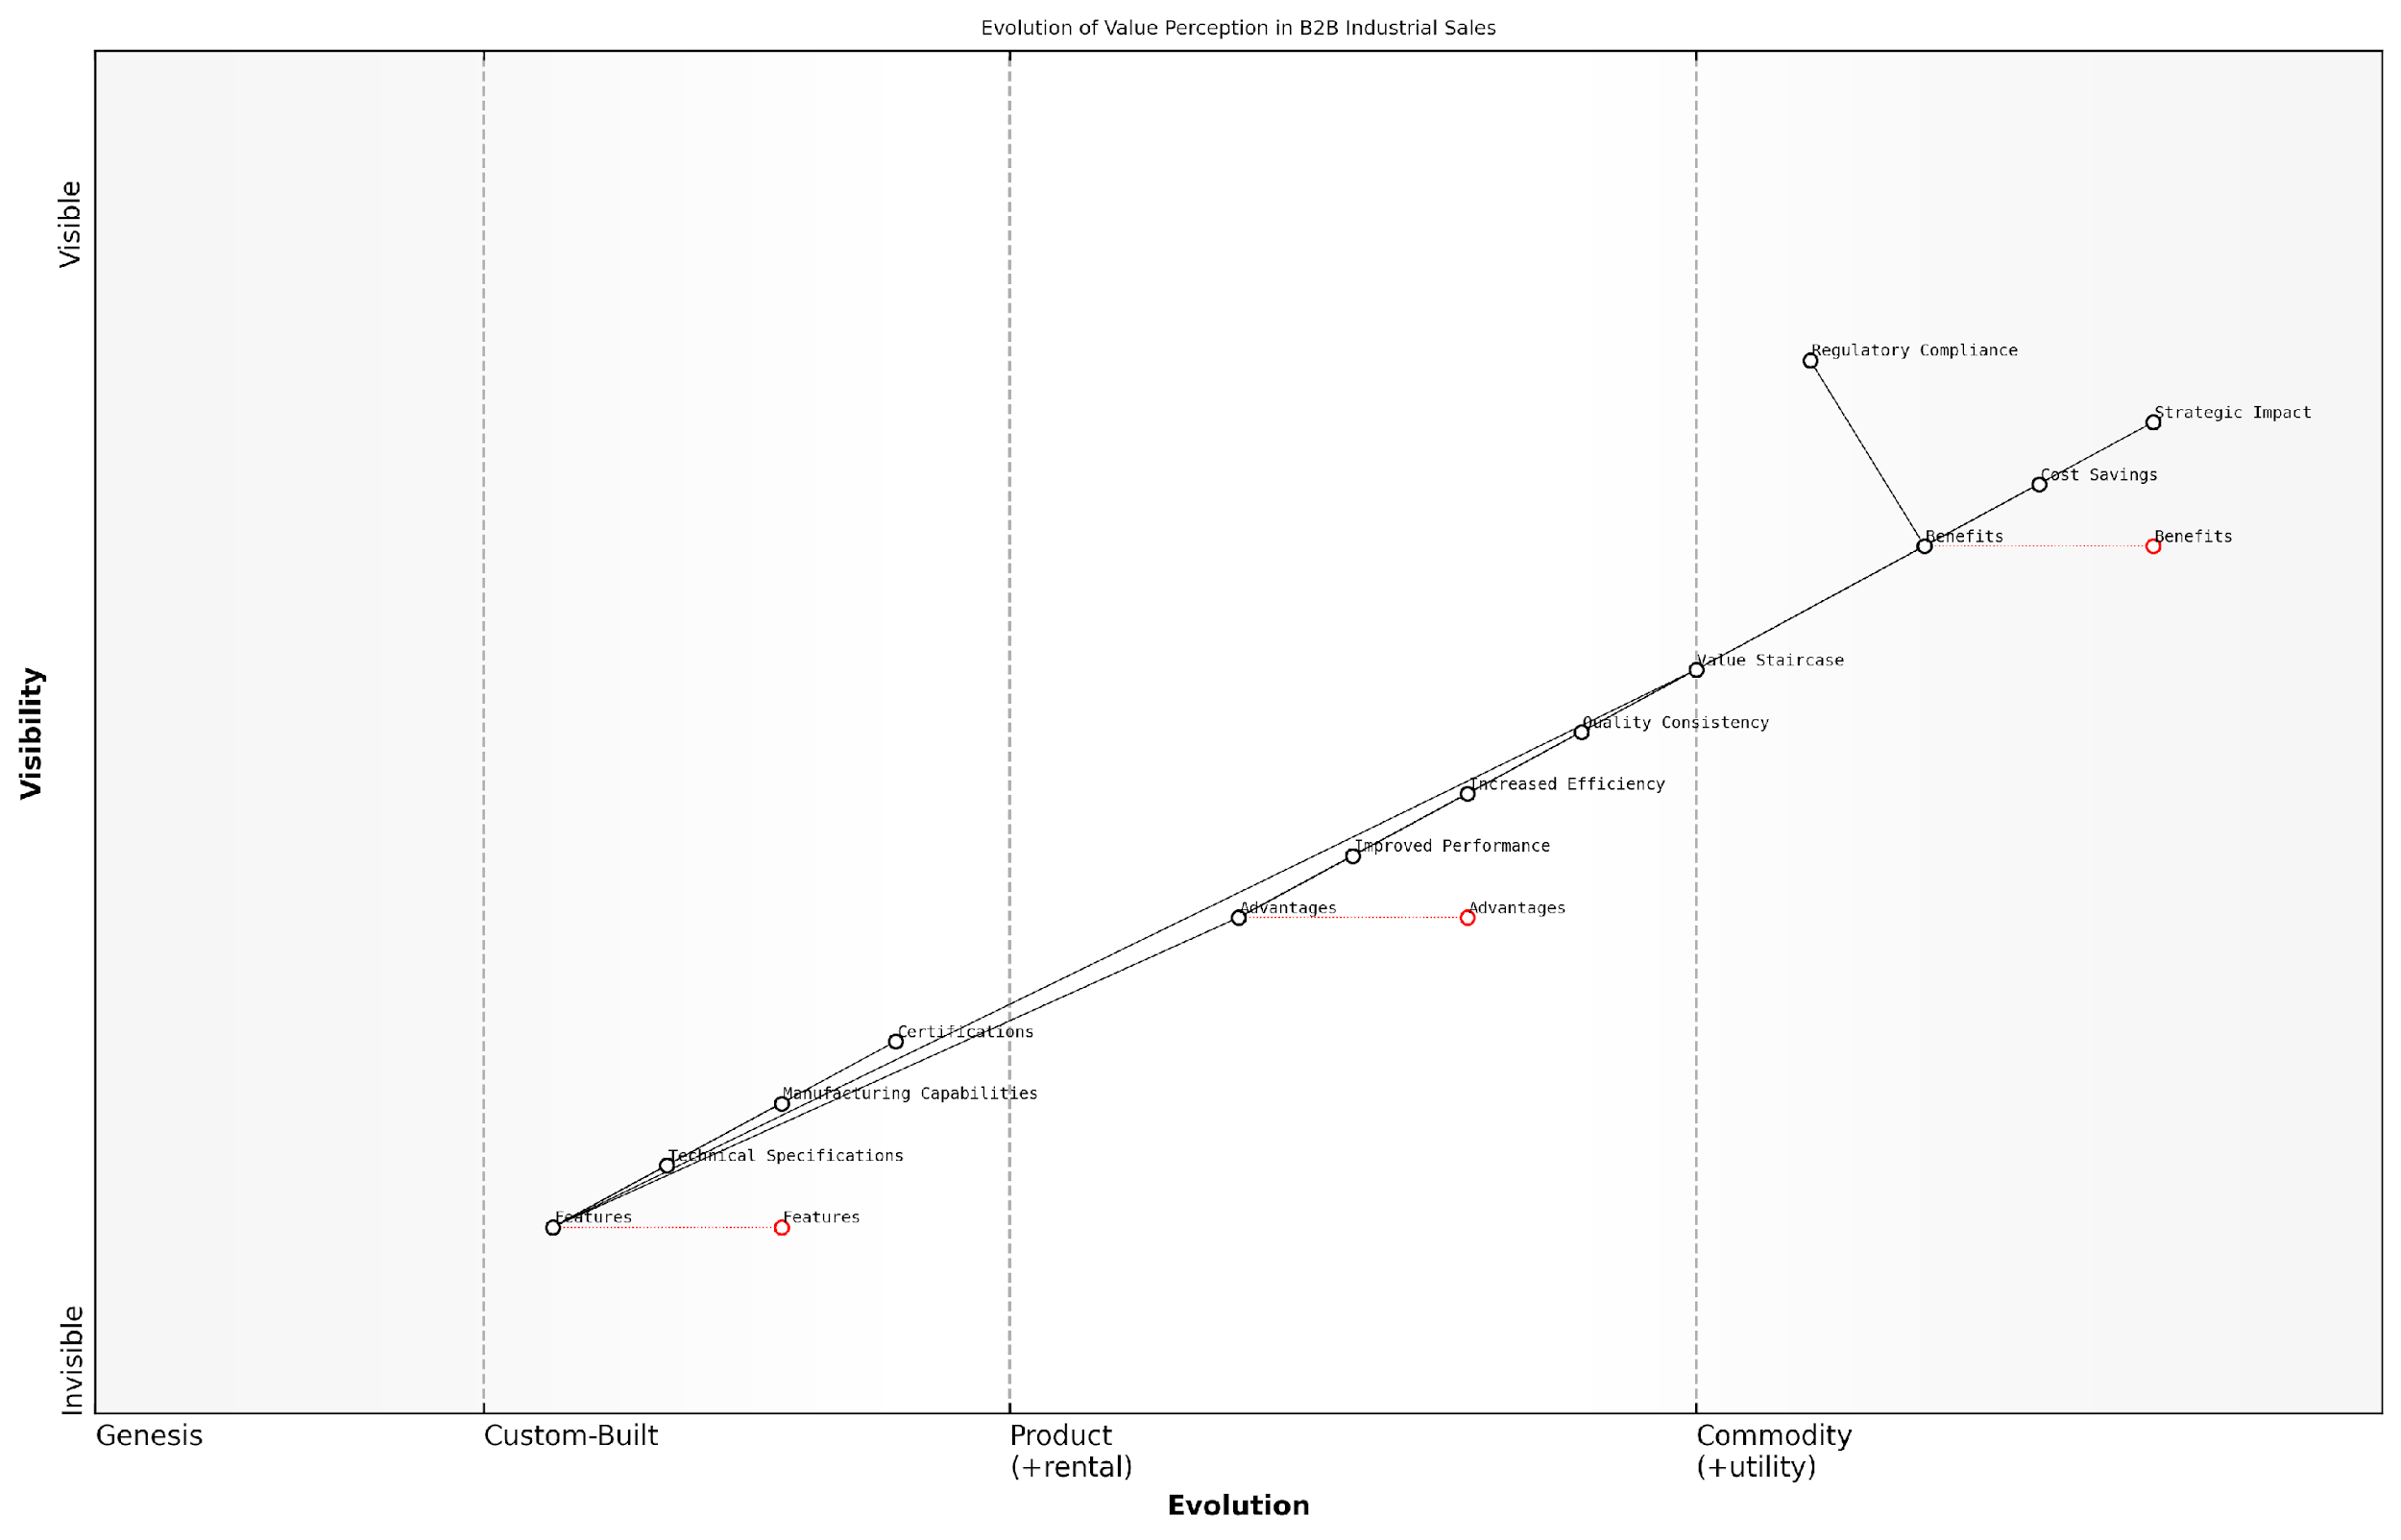 Evolution of Value Perception in B2B Industrial Sales
Visible
Visibility
Invisible
Regulatory Compliance
Strategic Impact
Cost Savings
Benefits
Benefits
Value Staircase
Quality Consistency
Increased Efficiency
Improved Performance
Advantages
Advantages
Certifications
Manufacturing Capabilities
Technical Specifications
Features
Features
Genesis
Custom-Built
Product
(+rental)
Commodity
(+utility)
Evolution